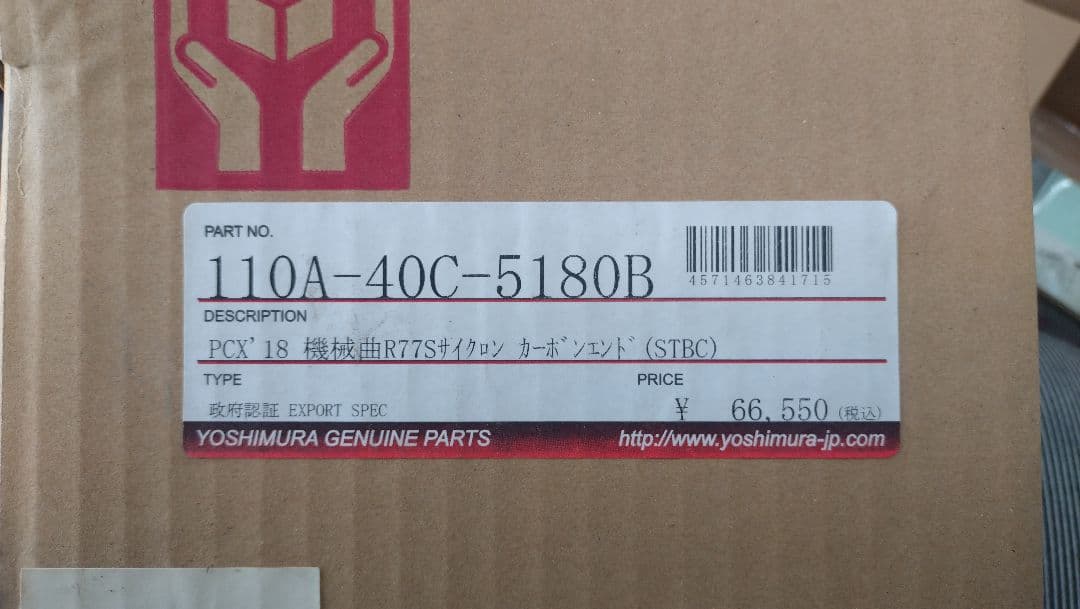 PART NO.
110A-40C-5180B
4571463841715
DESCRIPTION
PCX'18 機械曲R77Sサイクロン カーボンエンド(STBC)
TYPE
PRICE
政府認証 EXPORT SPEC
¥ 66,550(税込)
YOSHIMURA GENUINE PARTS
http://www.yoshimura-jp.com